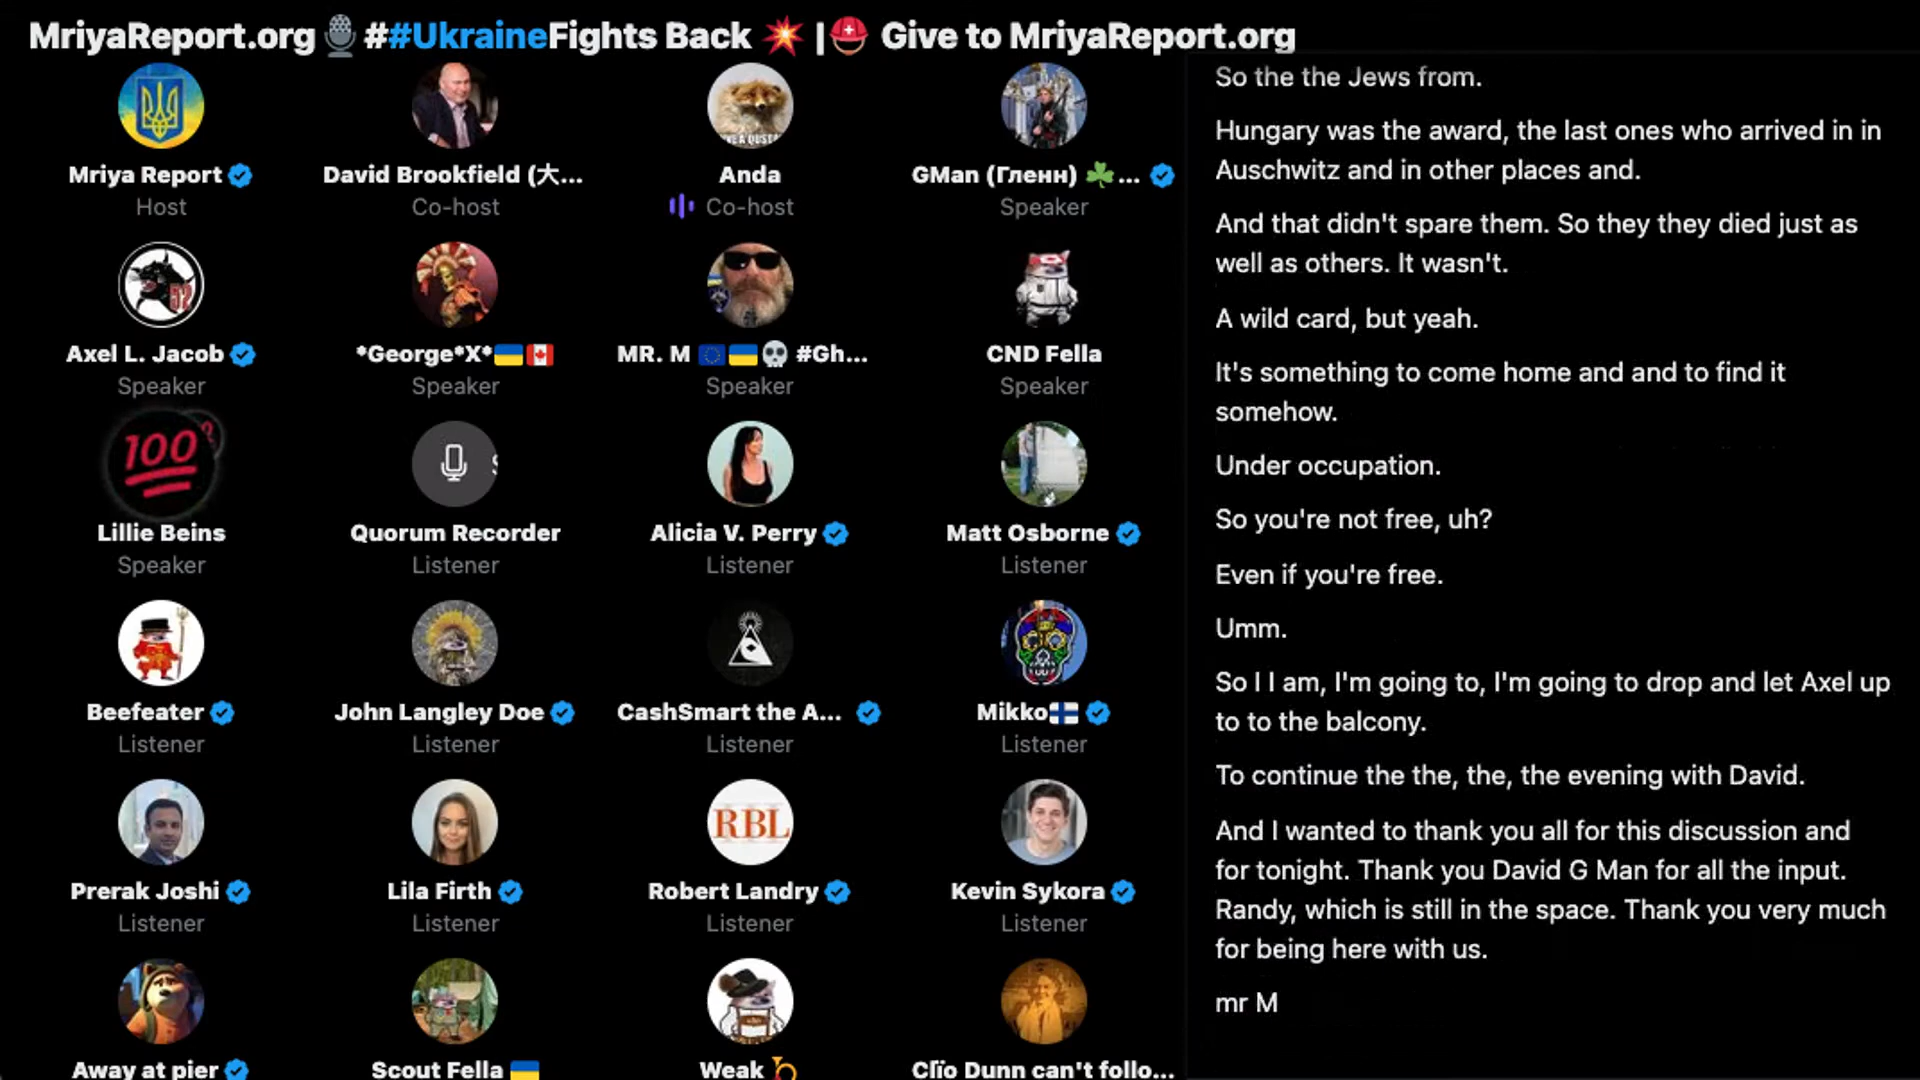 MriyaReport.org🎙️##UkraineFights Back 💥 |⛑️ Give to MriyaReport.org
Mriya Report
Host
David Brookfield (大...
Co-host
Anda
Co-host
GMan (Гленн) ☘️...
Speaker
Axel L. Jacob
Speaker
*George*X*🇺🇦🇨🇦
Speaker
MR. M 🇪🇺🇺🇦💀 #Gh...
Speaker
CND Fella
Speaker
100
Lillie Beins
Speaker
Quorum Recorder
Listener
Alicia V. Perry
Listener
Matt Osborne
Listener
Beefeater
Listener
John Langley Doe
Listener
CashSmart the A...
Listener
Mikko🇫🇮
Listener
Prerak Joshi
Listener
Lila Firth
Listener
RBL
Robert Landry
Listener
Kevin Sykora
Listener
Away at pier
Scout Fella 🇺🇦
Weak
Clīo Dunn can't follo...
So the the Jews from.
Hungary was the award, the last ones who arrived in in
Auschwitz and in other places and.
And that didn't spare them. So they they died just as
well as others. It wasn't.
A wild card, but yeah.
It's something to come home and and to find it
somehow.
Under occupation.
So you're not free, uh?
Even if you're free.
Umm.
So I I am, I'm going to, I'm going to drop and let Axel up
to to the balcony.
To continue the the, the, the evening with David.
And I wanted to thank you all for this discussion and
for tonight. Thank you David G Man for all the input.
Randy, which is still in the space. Thank you very much
for being here with us.
mr M